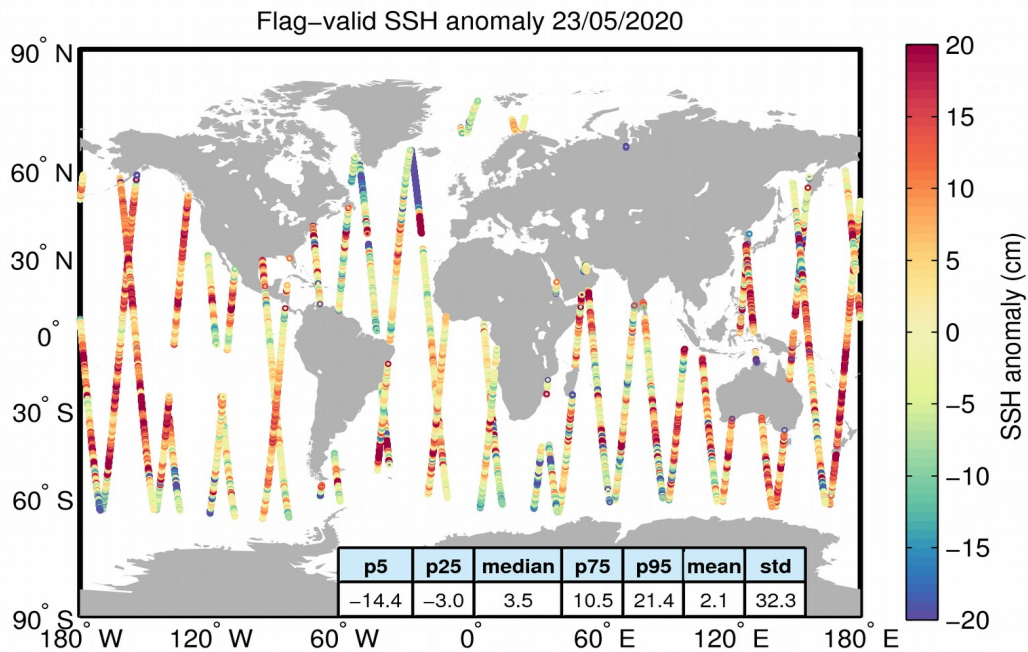 Flag−valid SSH anomaly 23/05/2020
90° N
60° N
30° N
0°
30° S
60° S
90° S
180° W
120° W
60° W
0°
60° E
120° E
180° E
p5 p25 median p75 p95 mean std
−14.4 −3.0 3.5 10.5 21.4 2.1 32.3
20
15
10
5
0
−5
−10
−15
−20
SSH anomaly (cm)